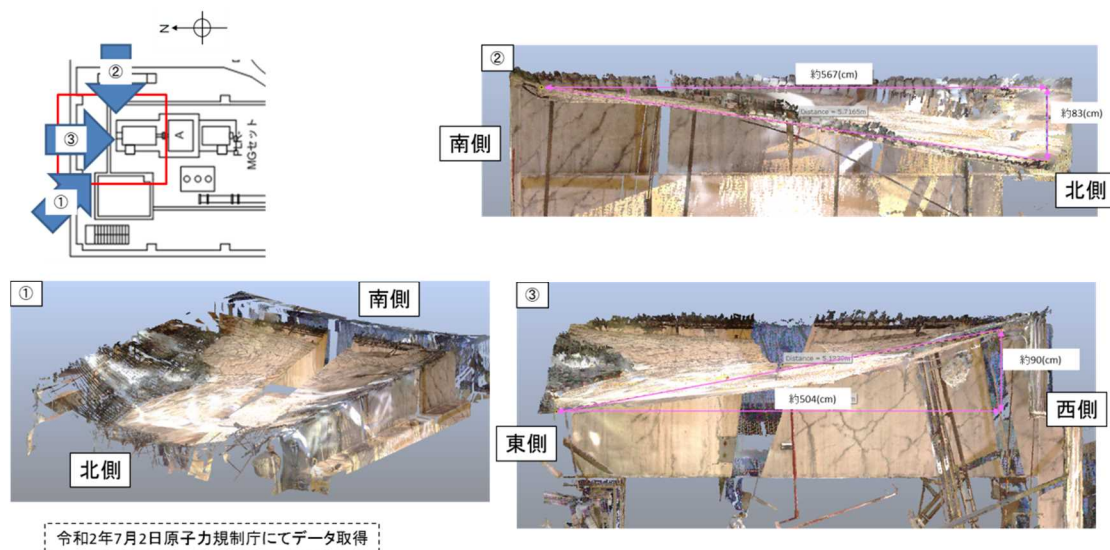 N
②
③
①
A
PLR
MGセット
②
約567(cm)
Distance = 5.7165m
約83(cm)
南側
北側
①
南側
北側
③
約90(cm)
約504(cm)
東側
西側
令和2年7月2日原子力規制庁にてデータ取得